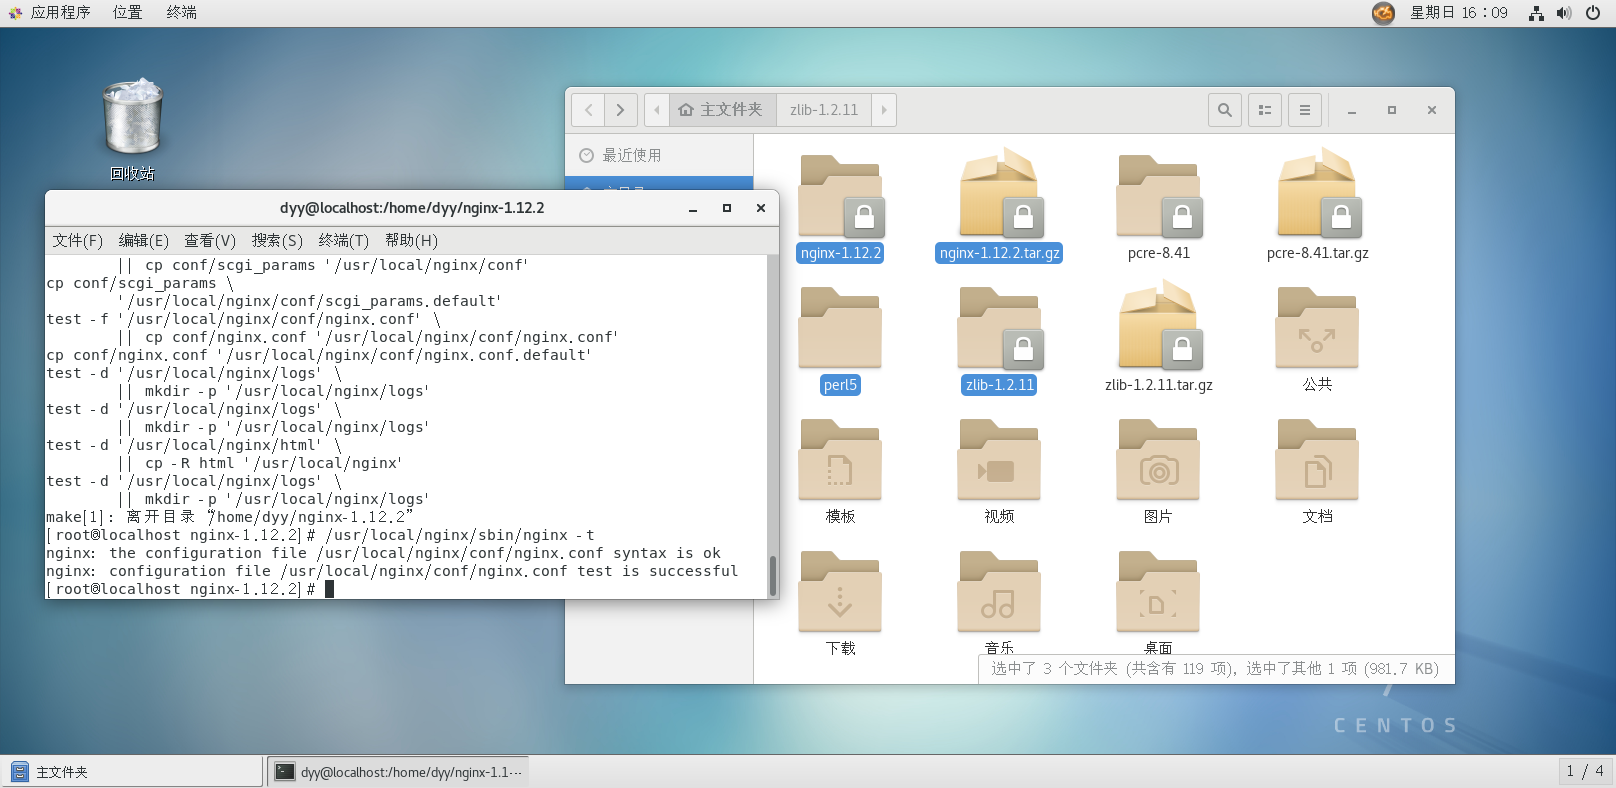 应用程序 位置 终端 星期日 16：09
回收站
主文件夹 zlib-1.2.11
最近使用
nginx-1.12.2 nginx-1.12.2.tar.gz pcre-8.41 pcre-8.41.tar.gz
perl5 zlib-1.2.11 zlib-1.2.11.tar.gz 公共
模板 视频 图片 文档
下载 音乐 桌面
选中了 3 个文件夹 (共含有 119 项), 选中了其他 1 项 (981.7 KB)
dyy@localhost:/home/dyy/nginx-1.12.2
文件(F) 编辑(E) 查看(V) 搜索(S) 终端(T) 帮助(H)
|| cp conf/scgi_params '/usr/local/nginx/conf'
cp conf/scgi_params \
'/usr/local/nginx/conf/scgi_params.default'
test -f '/usr/local/nginx/conf/nginx.conf' \
|| cp conf/nginx.conf '/usr/local/nginx/conf/nginx.conf'
cp conf/nginx.conf '/usr/local/nginx/conf/nginx.conf.default'
test -d '/usr/local/nginx/logs' \
|| mkdir -p '/usr/local/nginx/logs'
test -d '/usr/local/nginx/logs' \
|| mkdir -p '/usr/local/nginx/logs'
test -d '/usr/local/nginx/html' \
|| cp -R html '/usr/local/nginx'
test -d '/usr/local/nginx/logs' \
|| mkdir -p '/usr/local/nginx/logs'
make[1]: 离开目录“/home/dyy/nginx-1.12.2”
[root@localhost nginx-1.12.2]# /usr/local/nginx/sbin/nginx -t
nginx: the configuration file /usr/local/nginx/conf/nginx.conf syntax is ok
nginx: configuration file /usr/local/nginx/conf/nginx.conf test is successful
[root@localhost nginx-1.12.2]#
7
CENTOS
主文件夹 dyy@localhost:/home/dyy/nginx-1.1… 1 / 4